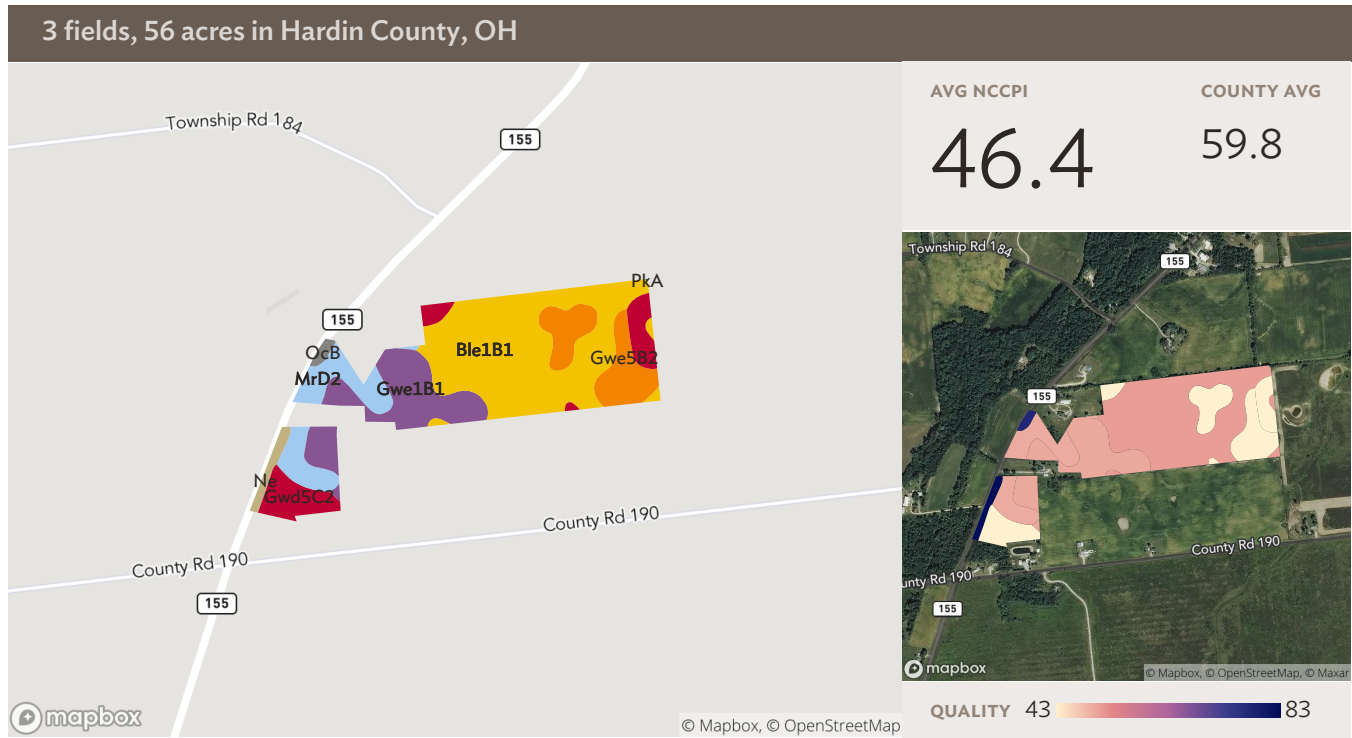 3 fields, 56 acres in Hardin County, OH
Township Rd 184
155
155
PkA
OcB
Ble1B1
Gwe5B2
MrD2
Gwe1B1
Ne
Gwd5C2
County Rd 190
County Rd 190
155
mapbox
© Mapbox, © OpenStreetMap
AVG NCCPI
COUNTY AVG
46.4
59.8
Township Rd 184
155
155
County Rd 190
unty Rd 190
155
mapbox
© Mapbox, © OpenStreetMap, © Maxar
QUALITY 43 83